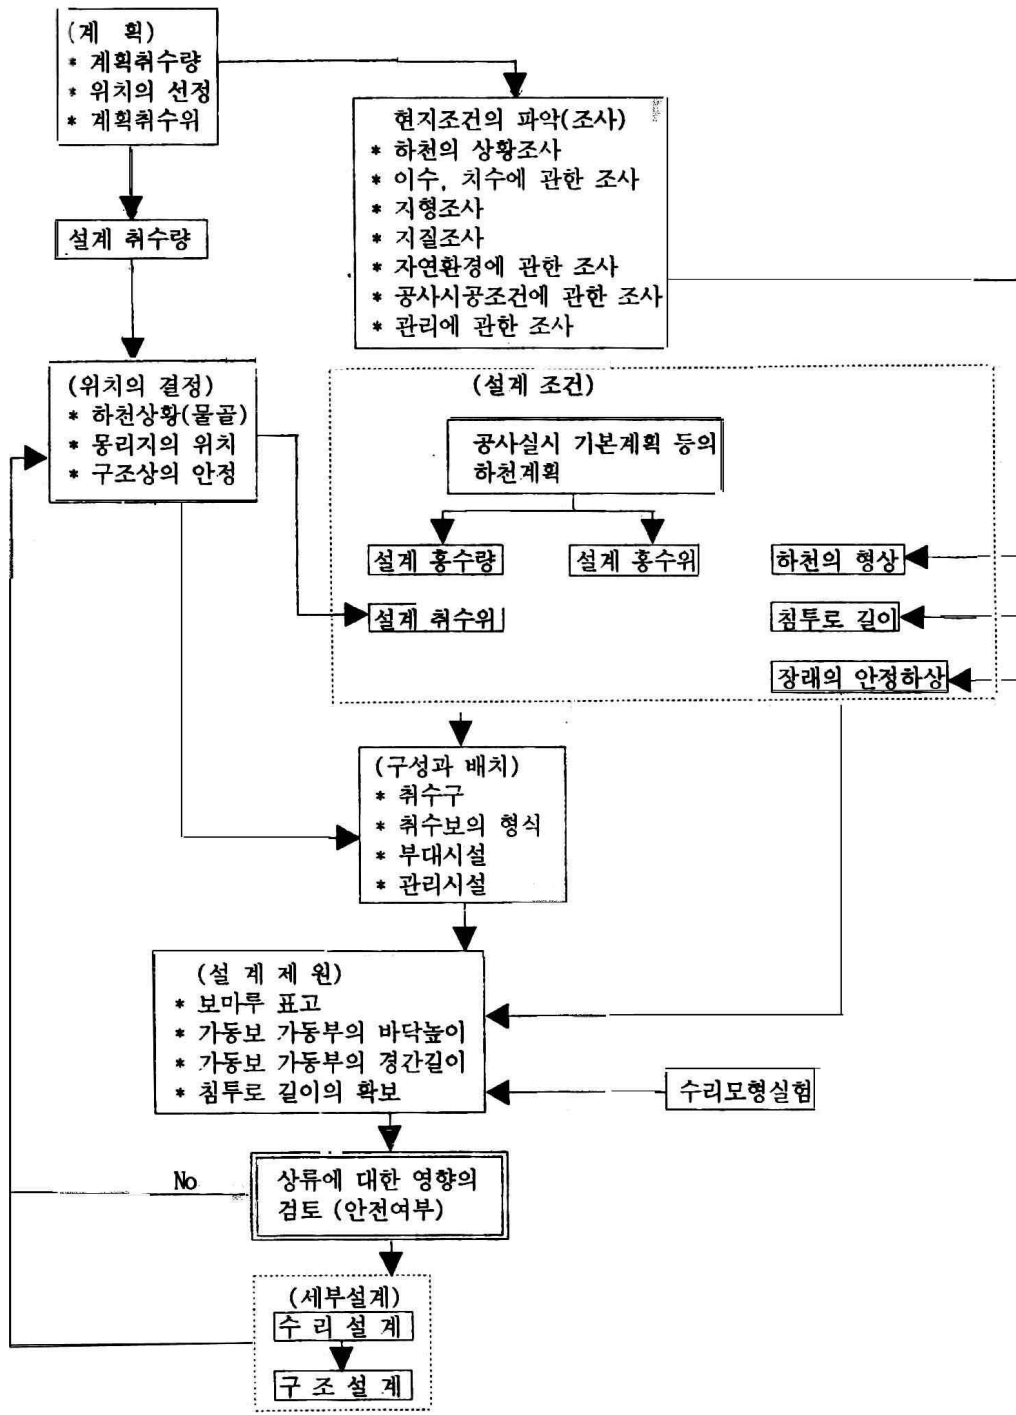 (계 획)
* 계획취수량
* 위치의 선정
* 계획취수위
현지조건의 파악(조사)
* 하천의 상황조사
* 이수, 치수에 관한 조사
* 지형조사
* 지질조사
* 자연환경에 관한 조사
* 공사시공조건에 관한 조사
* 관리에 관한 조사
설계 취수량
(위치의 결정)
* 하천상황(물골)
* 몽리지의 위치
* 구조상의 안정
(설계 조건)
공사실시 기본계획 등의
하천계획
설계 홍수량
설계 홍수위
하천의 형상
설계 취수위
침투로 길이
장래의 안정하상
(구성과 배치)
* 취수구
* 취수보의 형식
* 부대시설
* 관리시설
(설 계 제 원)
* 보마루 표고
* 가동보 가동부의 바닥높이
* 가동보 가동부의 경간길이
* 침투로 길이의 확보
수리모형실험
No
상류에 대한 영향의
검토 (안전여부)
(세부설계)
수 리 설 계
구 조 설 계